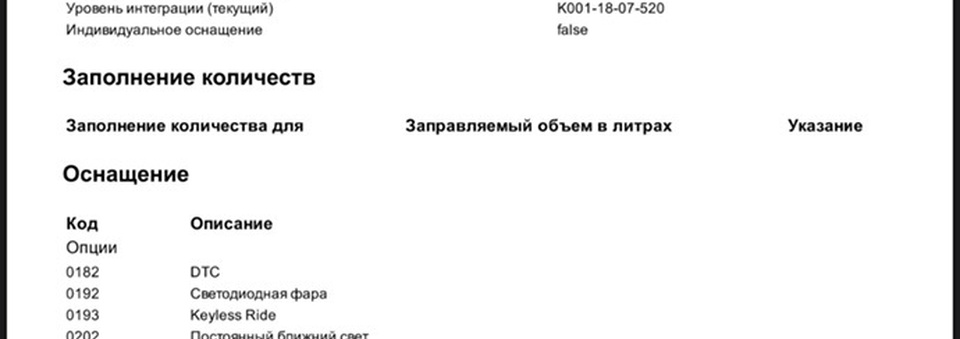 Уровень интеграции (текущий) K001-18-07-520
Индивидуальное оснащение false
Заполнение количеств
Заполнение количества для Заправляемый объем в литрах Указание
Оснащение
Код Описание
Опции
0182 DTC
0192 Светодиодная фара
0193 Keyless Ride
0202 Постоянный ближний свет